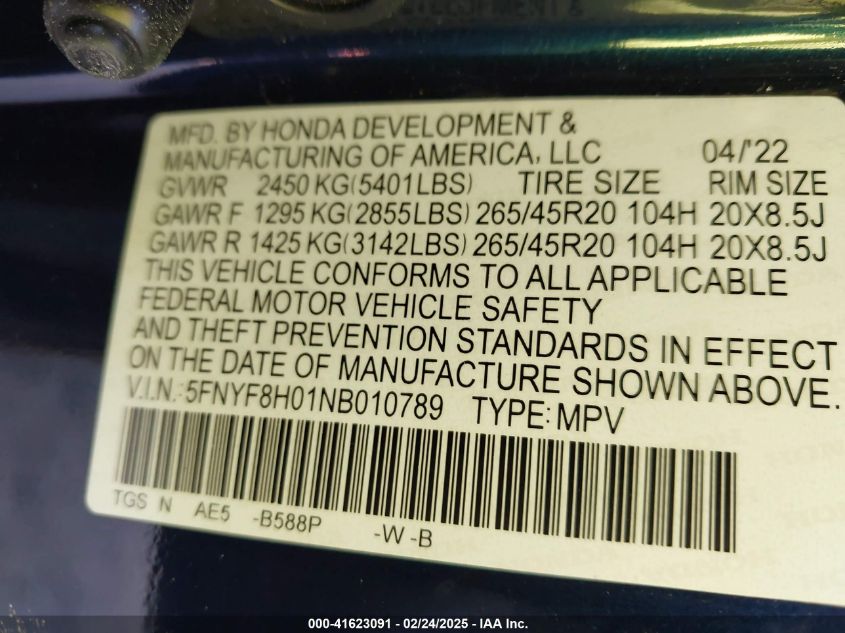 MFD. BY HONDA DEVELOPMENT &
MANUFACTURING OF AMERICA, LLC 04/'22
GVWR 2450 KG(5401LBS) TIRE SIZE RIM SIZE
GAWR F 1295 KG(2855LBS) 265/45R20 104H 20X8.5J
GAWR R 1425 KG(3142LBS) 265/45R20 104H 20X8.5J
THIS VEHICLE CONFORMS TO ALL APPLICABLE
FEDERAL MOTOR VEHICLE SAFETY
AND THEFT PREVENTION STANDARDS IN EFFECT
ON THE DATE OF MANUFACTURE SHOWN ABOVE.
V.I.N.: 5FNYF8H01NB010789 TYPE: MPV
TGS N AE5 -B588P -W -B
000-41623091 - 02/24/2025 - IAA Inc.